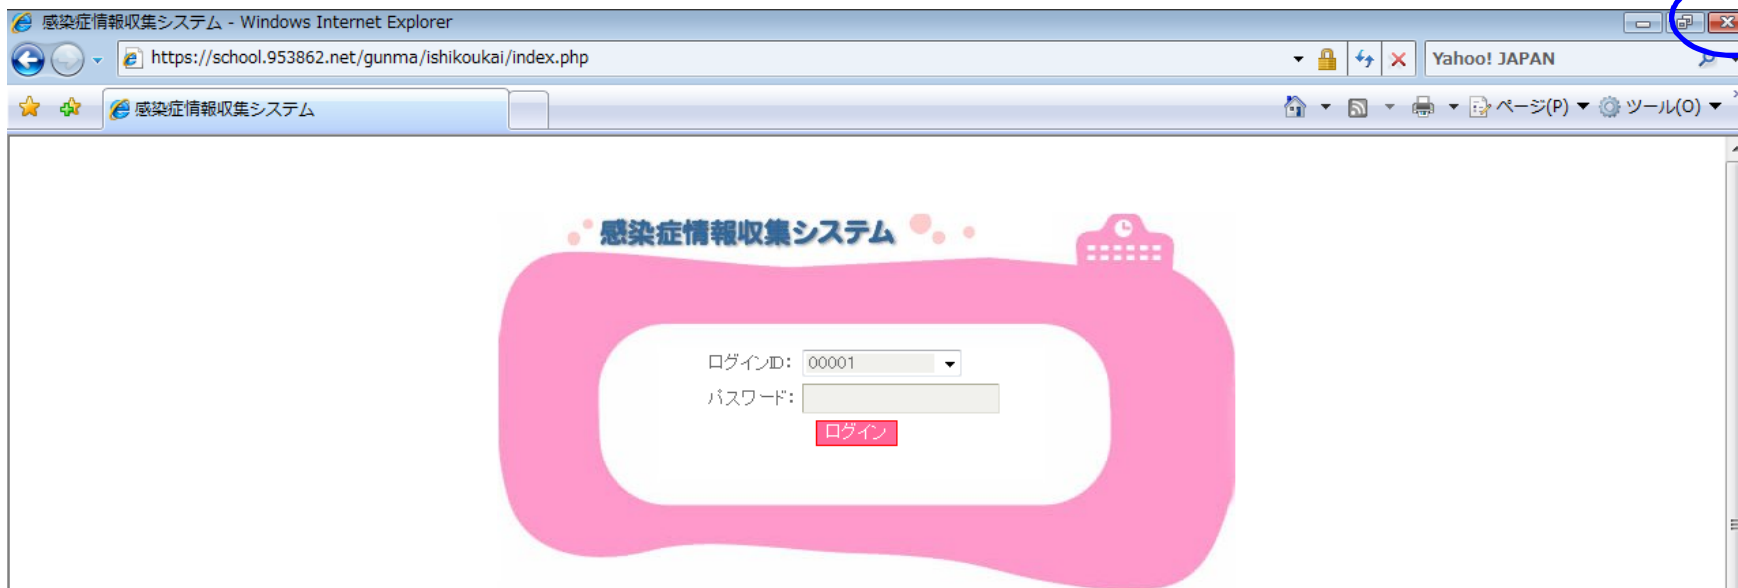 感染症情報収集システム - Windows Internet Explorer
https://school.953862.net/gunma/ishikoukai/index.php
Yahoo! JAPAN
感染症情報収集システム
ページ(P)
ツール(O)
感染症情報収集システム
ログインID: 00001
パスワード:
ログイン